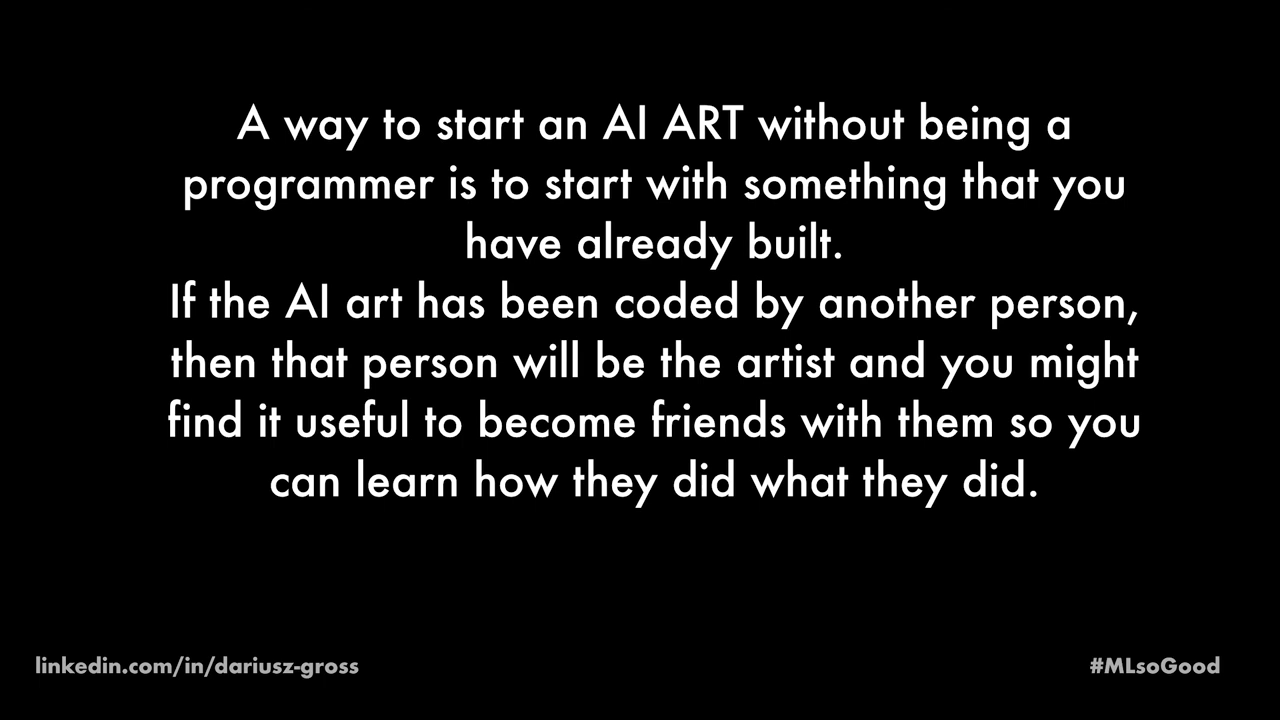 A way to start an AI ART without being a
programmer is to start with something that you
have already built.
If the AI art has been coded by another person,
then that person will be the artist and you might
find it useful to become friends with them so you
can learn how they did what they did.
linkedin.com/in/dariusz-gross
#MLsoGood